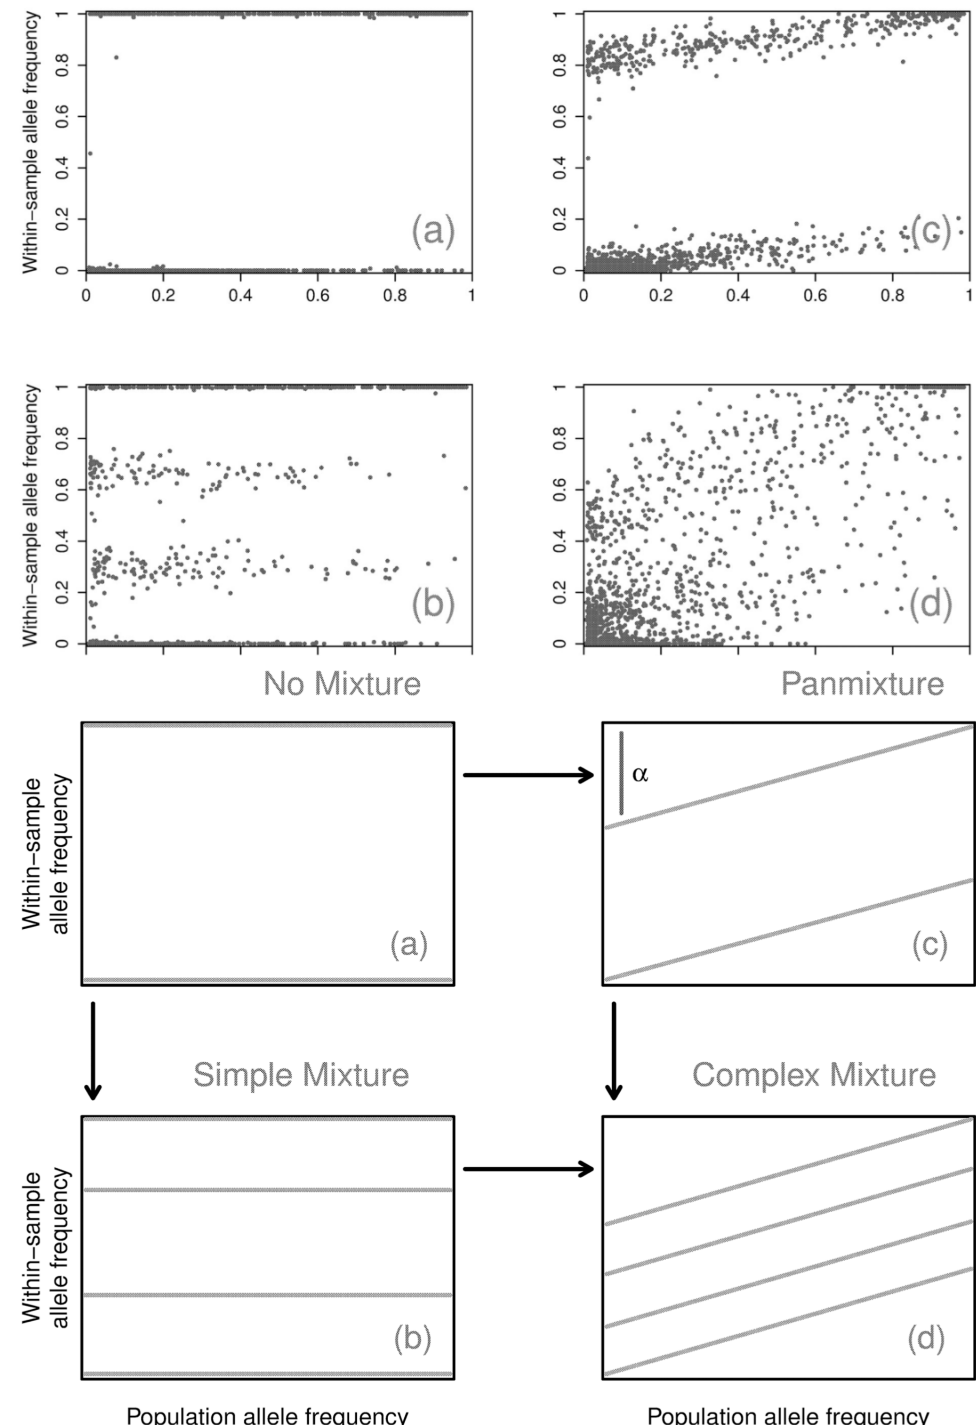 Within−sample allele frequency
0 0.2 0.4 0.6 0.8 1
(a)
0 0.2 0.4 0.6 0.8 1
0 0.2 0.4 0.6 0.8 1
(c)
0 0.2 0.4 0.6 0.8 1
Within−sample allele frequency
0 0.2 0.4 0.6 0.8 1
(b)
0 0.2 0.4 0.6 0.8 1
(d)
No Mixture
Panmixture
Within−sample
allele frequency
(a)
α
(c)
Simple Mixture
Complex Mixture
Within−sample
allele frequency
(b)
(d)
Population allele frequency
Population allele frequency